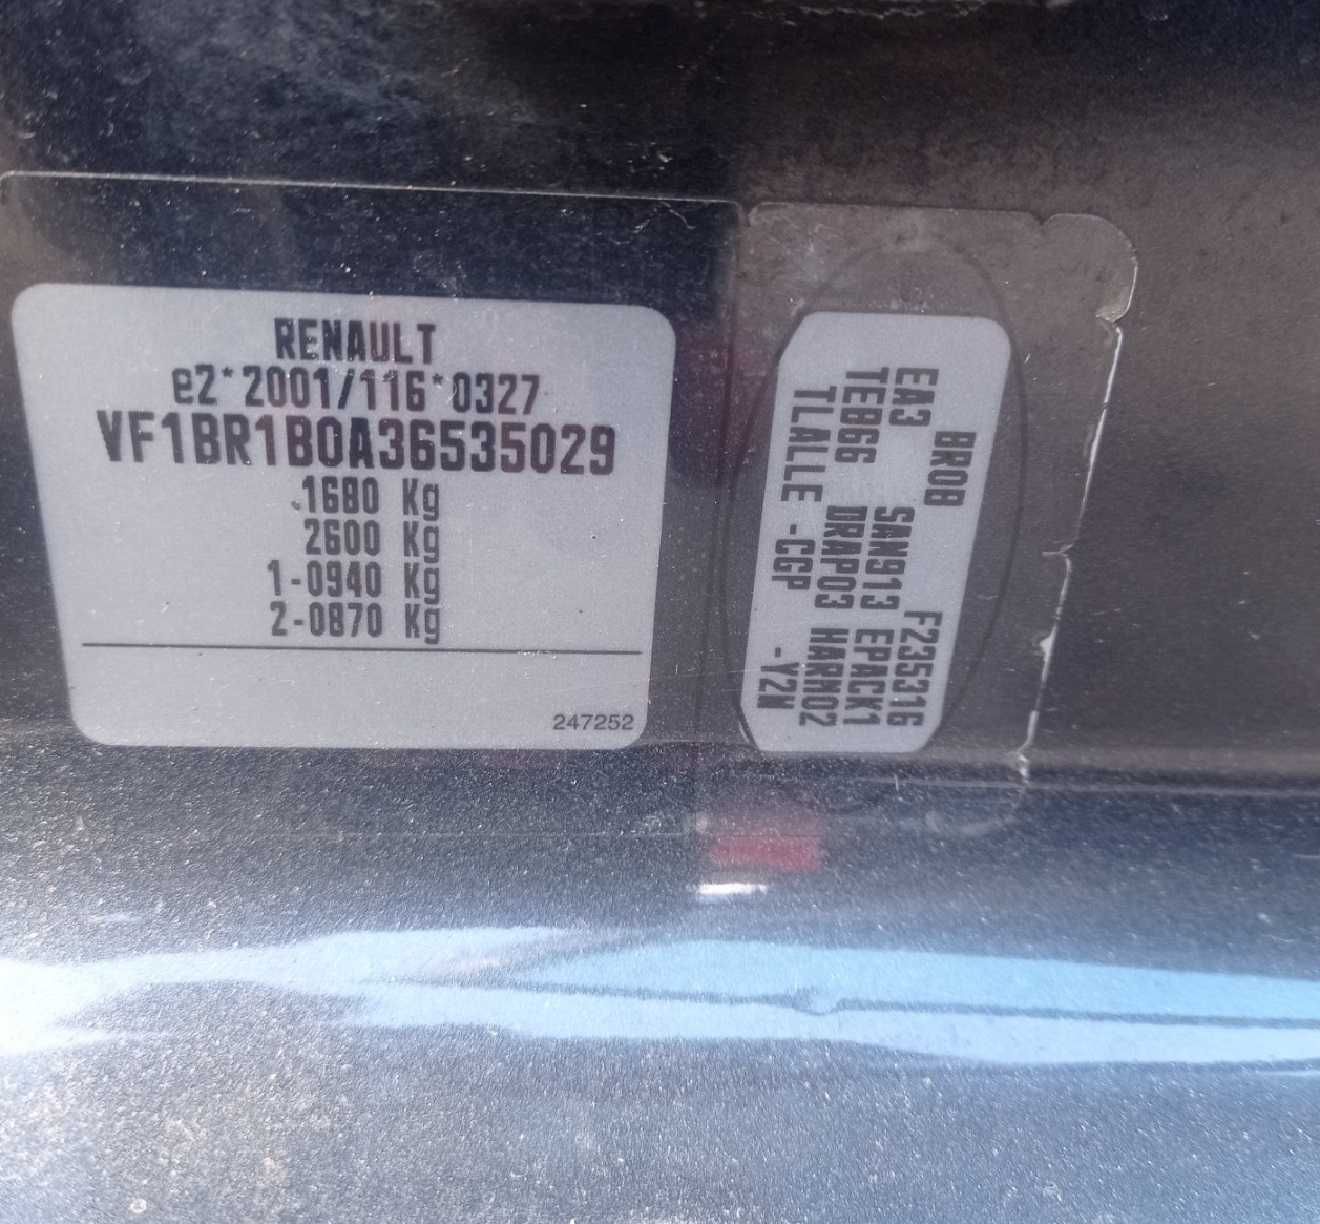 RENAULT
e2*2001/116*0327
VF1BR1B0A36535029
1680 Kg
2600 Kg
1-0940 Kg
2-0870 Kg
247252
BR0B F235316
EA3 SAN913 EPACK1
TEB66 DRAP03 HARM02
TLALLE -CGP -Y2N